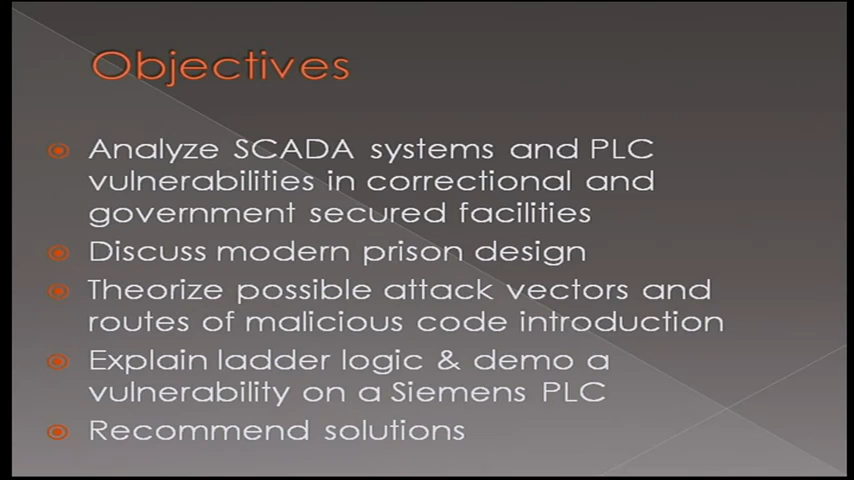 Objectives
Analyze SCADA systems and PLC
vulnerabilities in correctional and
government secured facilities
Discuss modern prison design
Theorize possible attack vectors and
routes of malicious code introduction
Explain ladder logic & demo a
vulnerability on a Siemens PLC
Recommend solutions